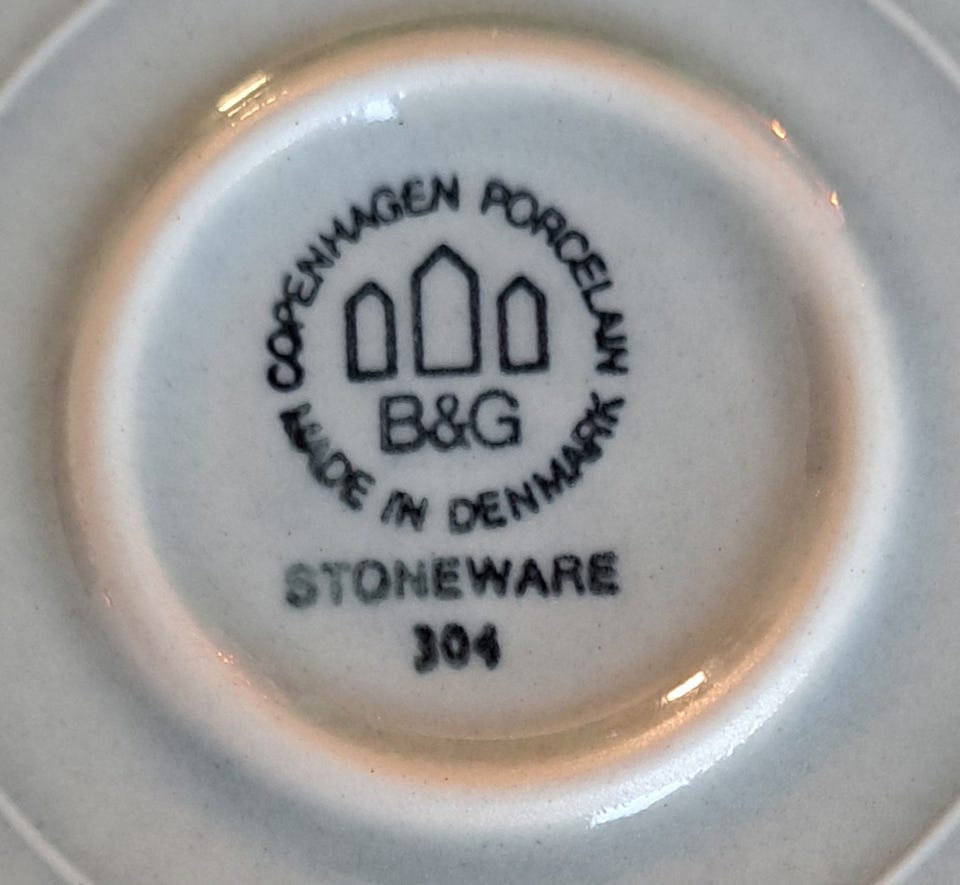 COPENHAGEN PORCELAIN
B&G
MADE IN DENMARK
STONEWARE
304